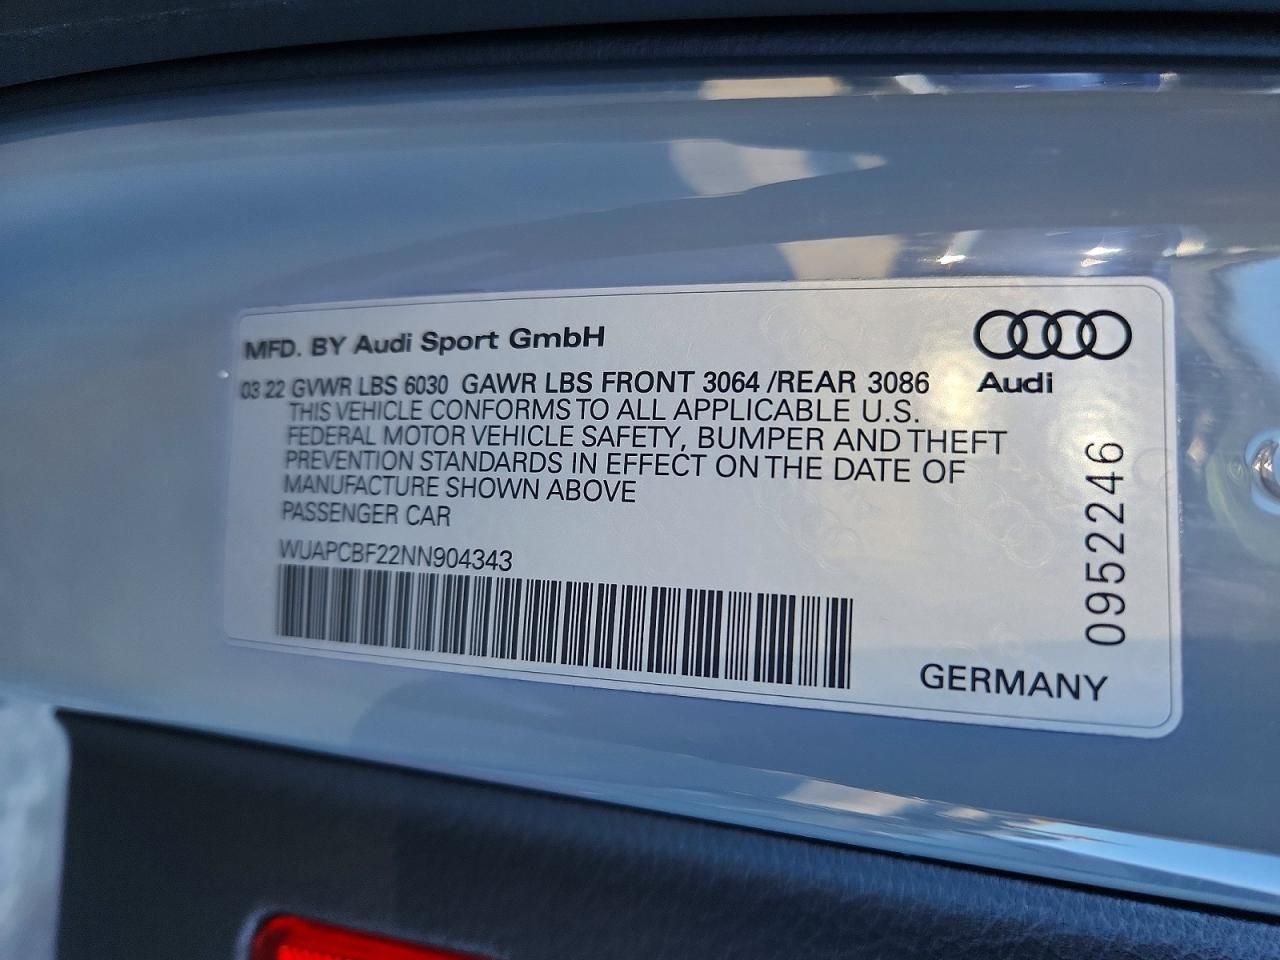 MFD. BY Audi Sport GmbH
Audi
03 22 GVWR LBS 6030 GAWR LBS FRONT 3064 /REAR 3086
THIS VEHICLE CONFORMS TO ALL APPLICABLE U.S.
FEDERAL MOTOR VEHICLE SAFETY, BUMPER AND THEFT
PREVENTION STANDARDS IN EFFECT ON THE DATE OF
MANUFACTURE SHOWN ABOVE
PASSENGER CAR
WUAPCBF22NN904343
0952246
GERMANY